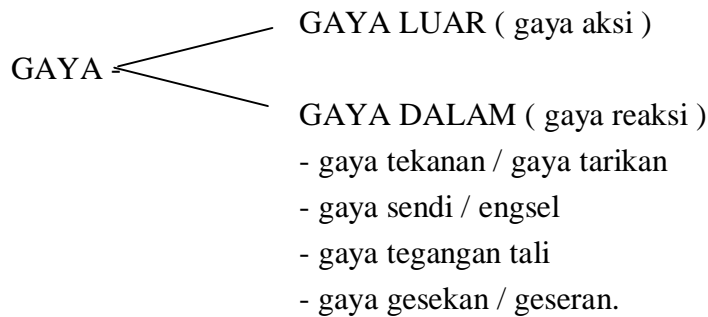 GAYA LUAR ( gaya aksi )
GAYA
GAYA DALAM ( gaya reaksi )
- gaya tekanan / gaya tarikan
- gaya sendi / engsel
- gaya tegangan tali
- gaya gesekan / geseran.